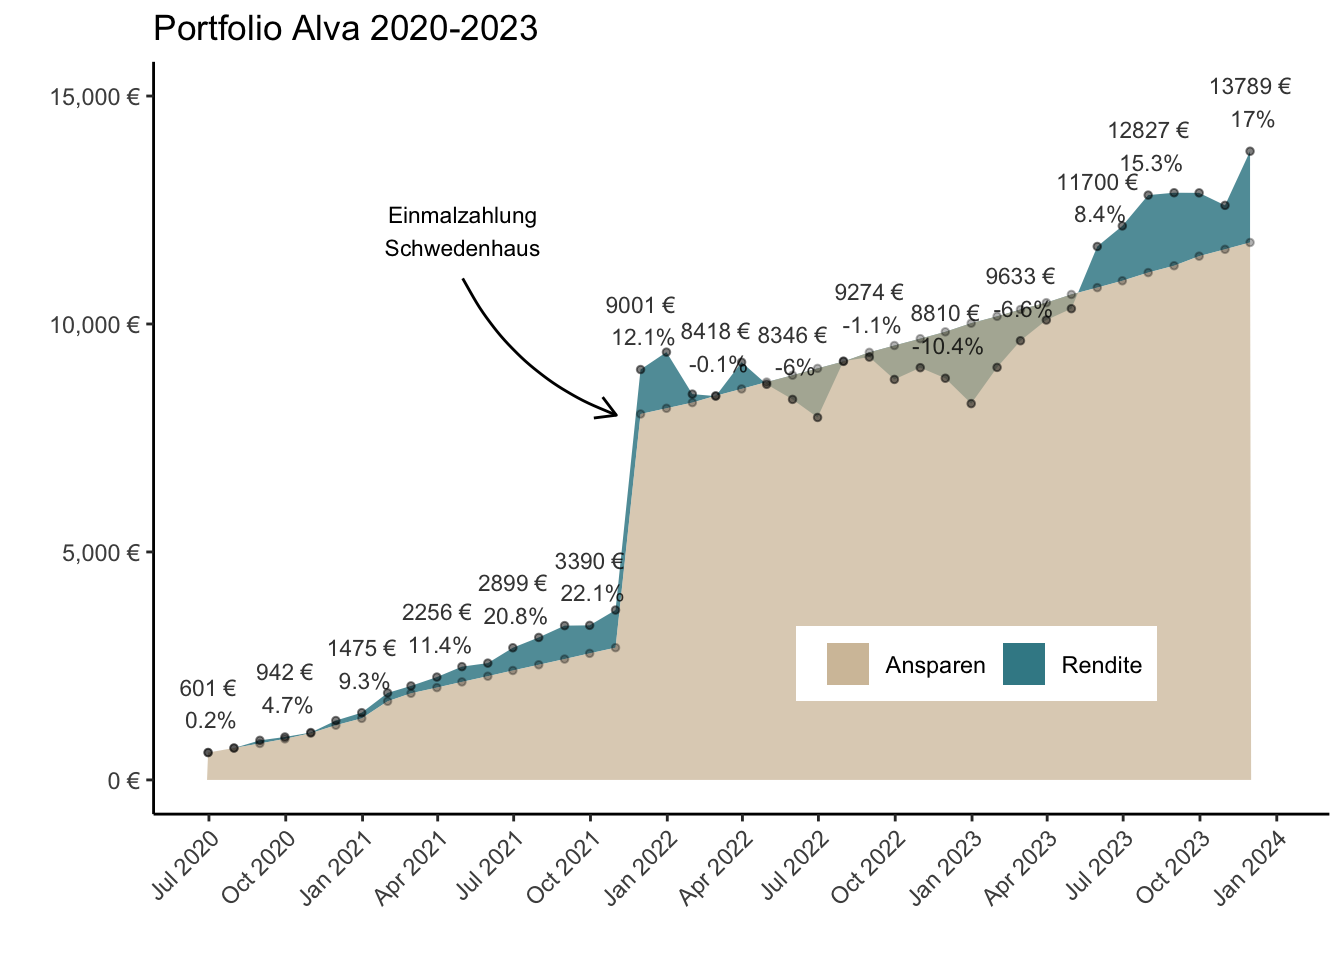 Portfolio Alva 2020-2023
15,000 €
10,000 €
5,000 €
0 €
Einmalzahlung
Schwedenhaus
601 €
0.2%
942 €
4.7%
1475 €
9.3%
2256 €
11.4%
2899 €
20.8%
3390 €
22.1%
9001 €
12.1%
8418 €
-0.1%
8346 €
-6%
9274 €
-1.1%
8810 €
-10.4%
9633 €
-6.6%
11700 €
8.4%
12827 €
15.3%
13789 €
17%
Ansparen
Rendite
Jul 2020
Oct 2020
Jan 2021
Apr 2021
Jul 2021
Oct 2021
Jan 2022
Apr 2022
Jul 2022
Oct 2022
Jan 2023
Apr 2023
Jul 2023
Oct 2023
Jan 2024